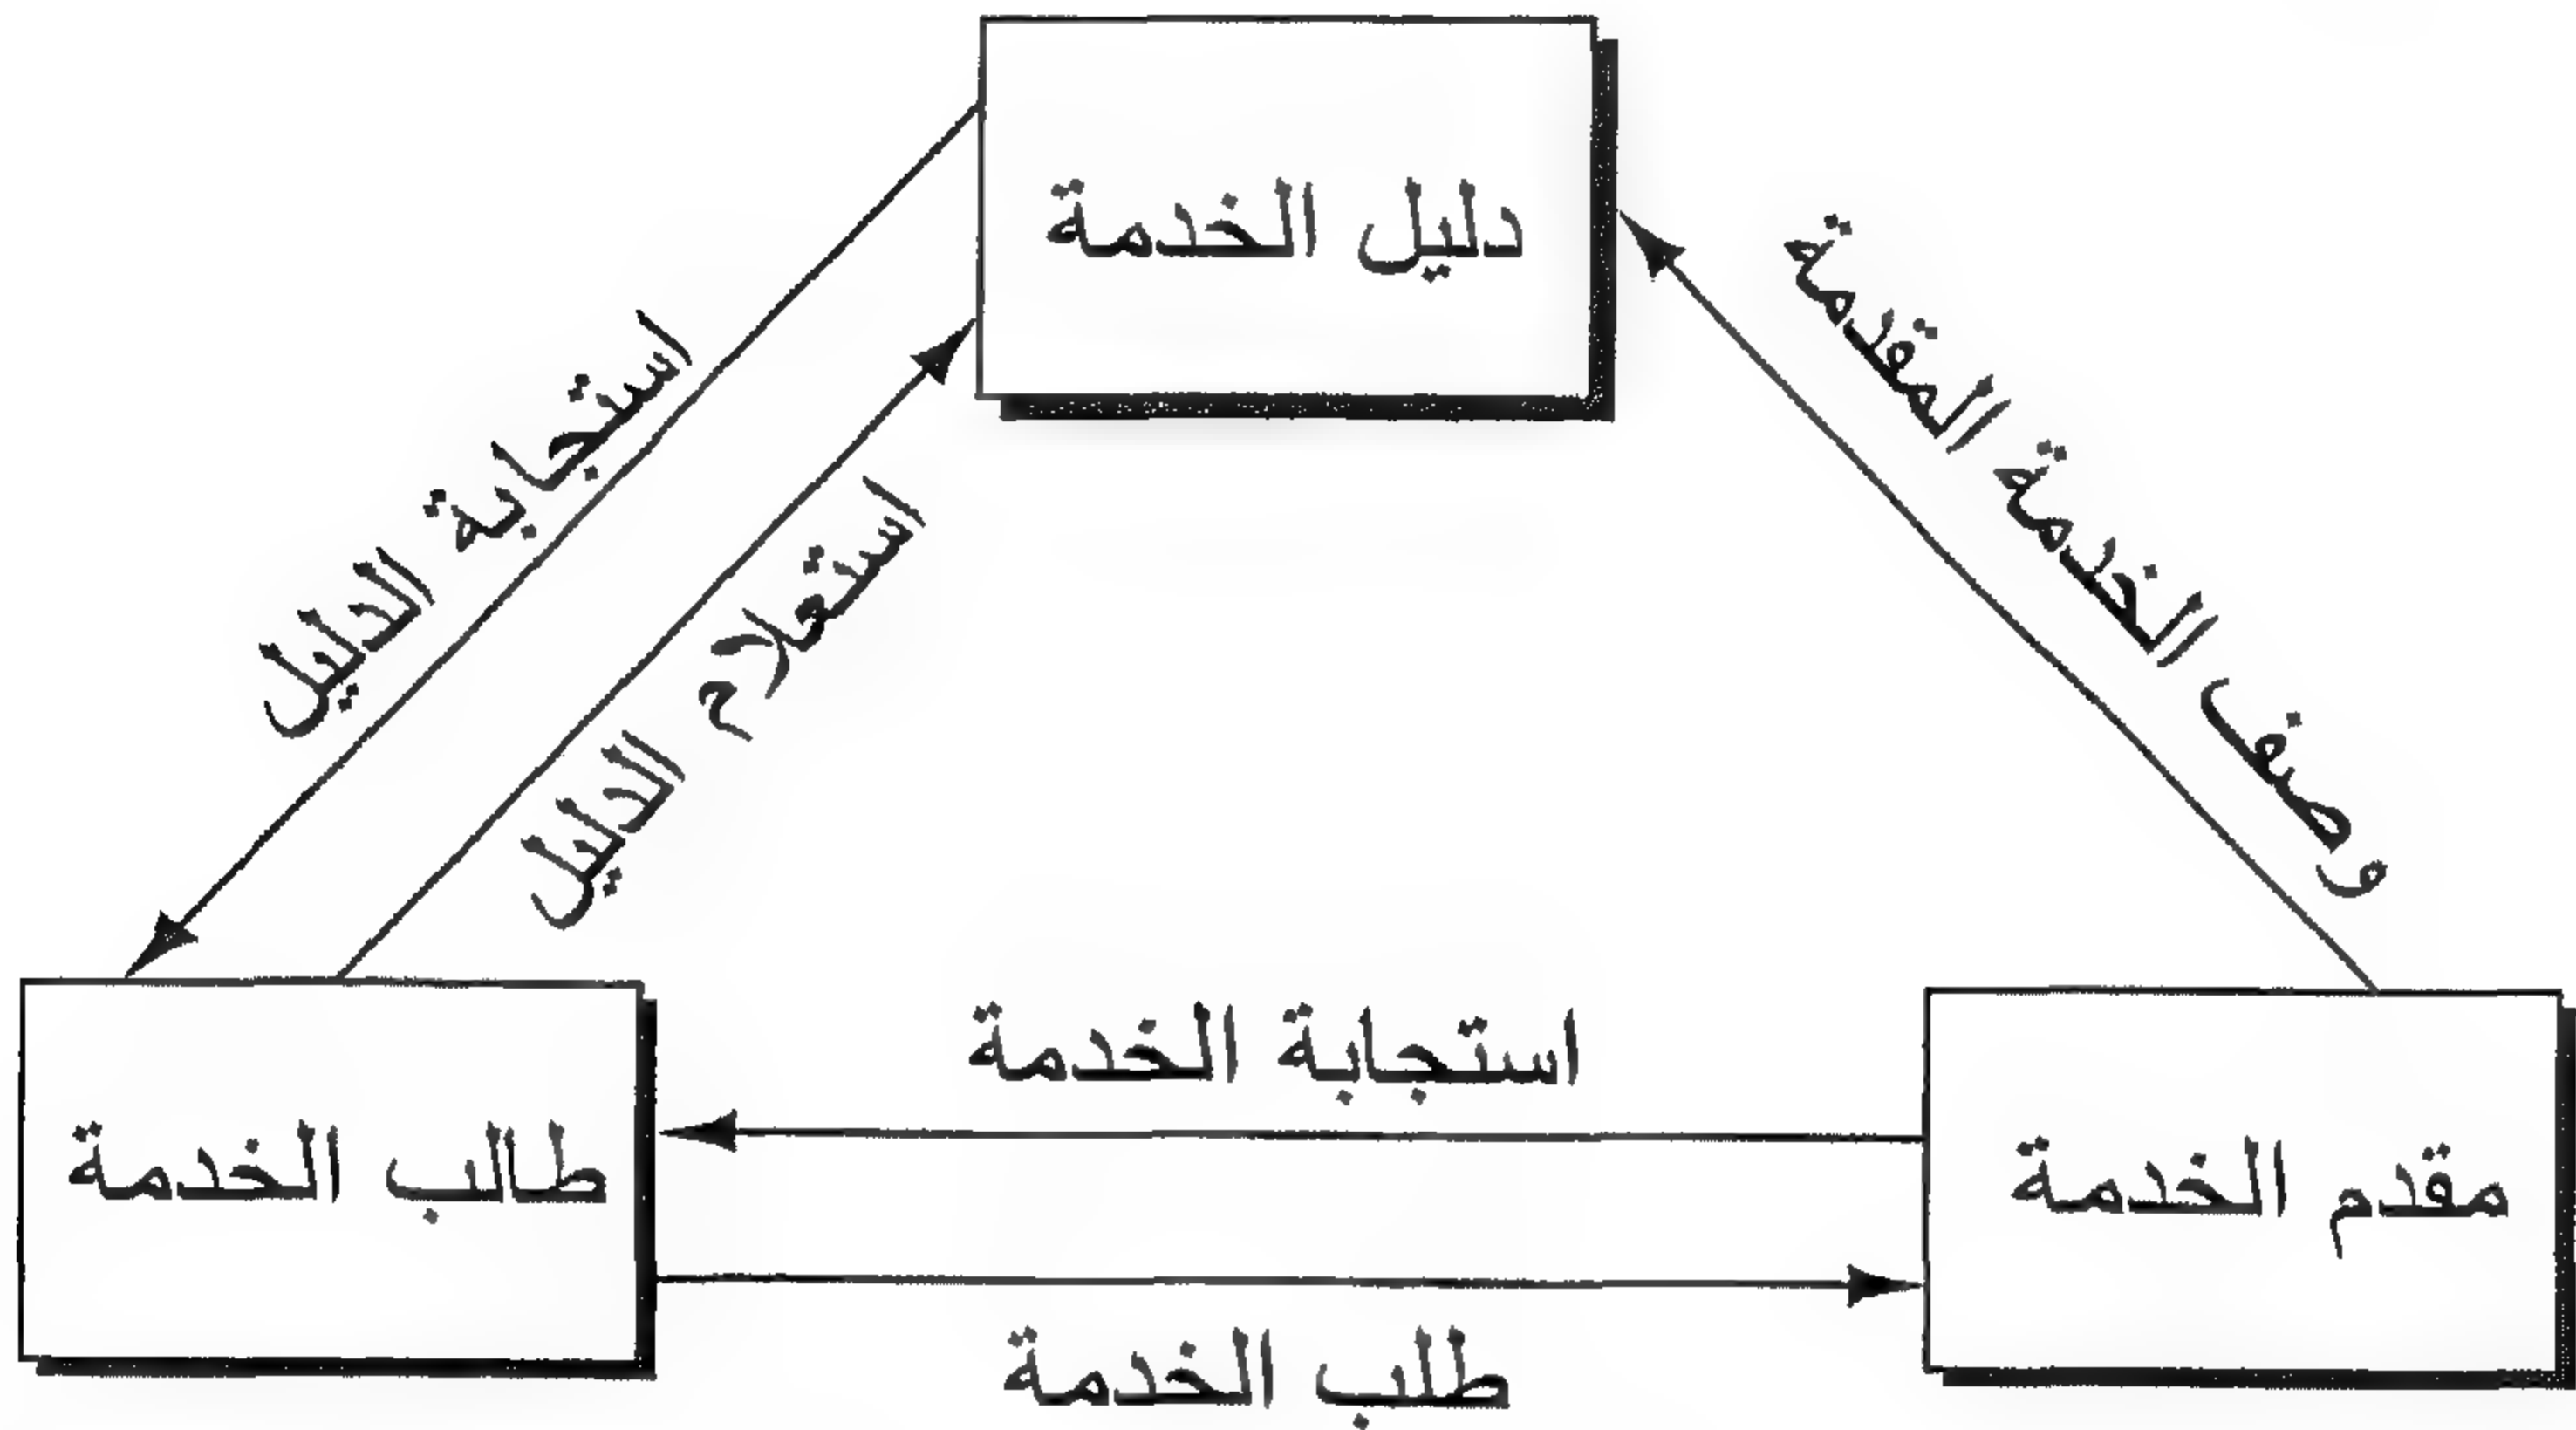 دليل الخدمة
وصف الخدمة المقدمة
استجابة الدليل
استعلام الدليل
استجابة الخدمة
مقدم الخدمة
طالب الخدمة
طلب الخدمة